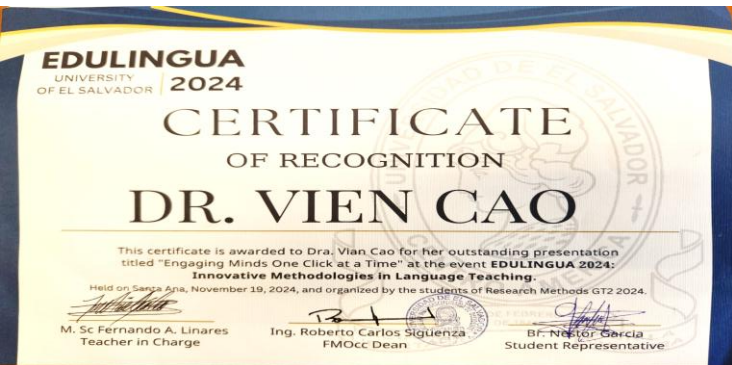 EDULINGUA
UNIVERSITY
OF EL SALVADOR
2024
CERTIFICATE
OF RECOGNITION
DR. VIEN CAO
This certificate is awarded to Dra. Vian Cao for her outstanding presentation
titled "Engaging Minds One Click at a Time" at the event EDULINGUA 2024:
Innovative Methodologies in Language Teaching.
Held on Santa Ana, November 19, 2024, and organized by the students of Research Methods GT2 2024.
M. Sc Fernando A. Linares
Teacher in Charge
Ing. Roberto Carlos Sigüenza
FMOcc Dean
Br. Nestor Garcia
Student Representative